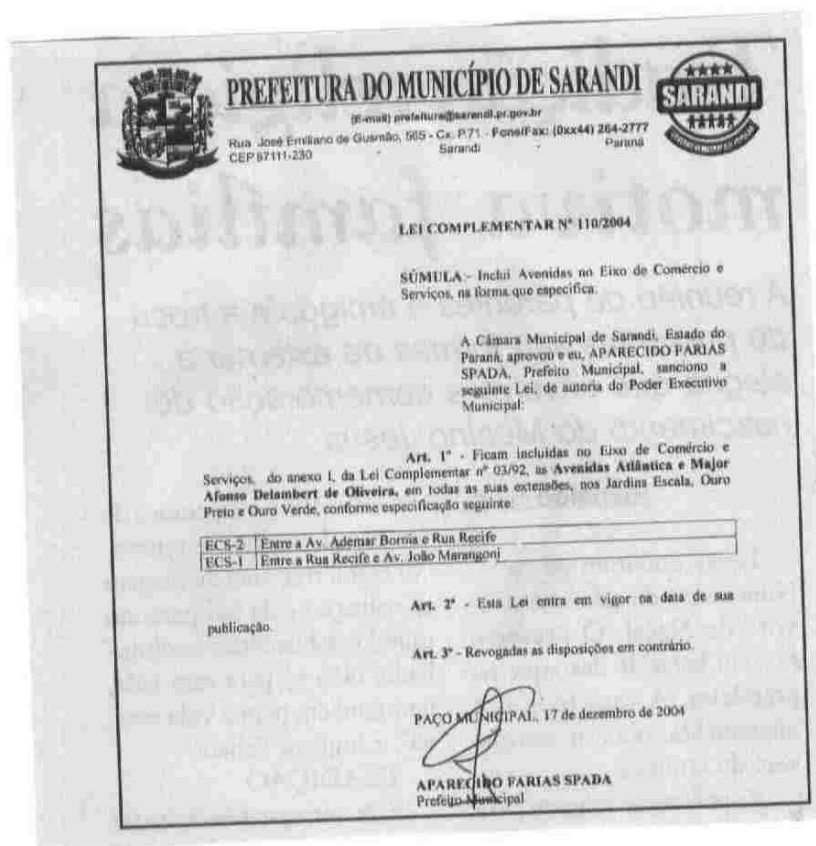 PREFEITURA DO MUNICÍPIO DE SARANDI
(E-mail) prefeitura@sarandi.pr.gov.br
Rua José Emiliano de Gusmão, 565 - Cx. P.71 - Fone/Fax: (0xx44) 264-2777
CEP 87111-230 - Sarandi - Paraná
SARANDI
LEI COMPLEMENTAR Nº 110/2004
SÚMULA:- Inclui Avenidas no Eixo de Comércio e
Serviços, na forma que especifica:
A Câmara Municipal de Sarandi, Estado do
Paraná, aprovou e eu, APARECIDO FARIAS
SPADA, Prefeito Municipal, sanciono a
seguinte Lei, de autoria do Poder Executivo
Municipal:
Art. 1º - Ficam incluídas no Eixo de Comércio e
Serviços, do anexo I, da Lei Complementar nº 03/92, as Avenidas Atlântica e Major
Afonso Delambert de Oliveira, em todas as suas extensões, nos Jardins Escala, Ouro
Preto e Ouro Verde, conforme especificação seguinte:
ECS-2 Entre a Av. Ademar Bornia e Rua Recife
ECS-1 Entre a Rua Recife e Av. João Marangoni
Art. 2º - Esta Lei entra em vigor na data de sua
publicação.
Art. 3º - Revogadas as disposições em contrário.
PAÇO MUNICIPAL, 17 de dezembro de 2004
APARECIDO FARIAS SPADA
Prefeito Municipal